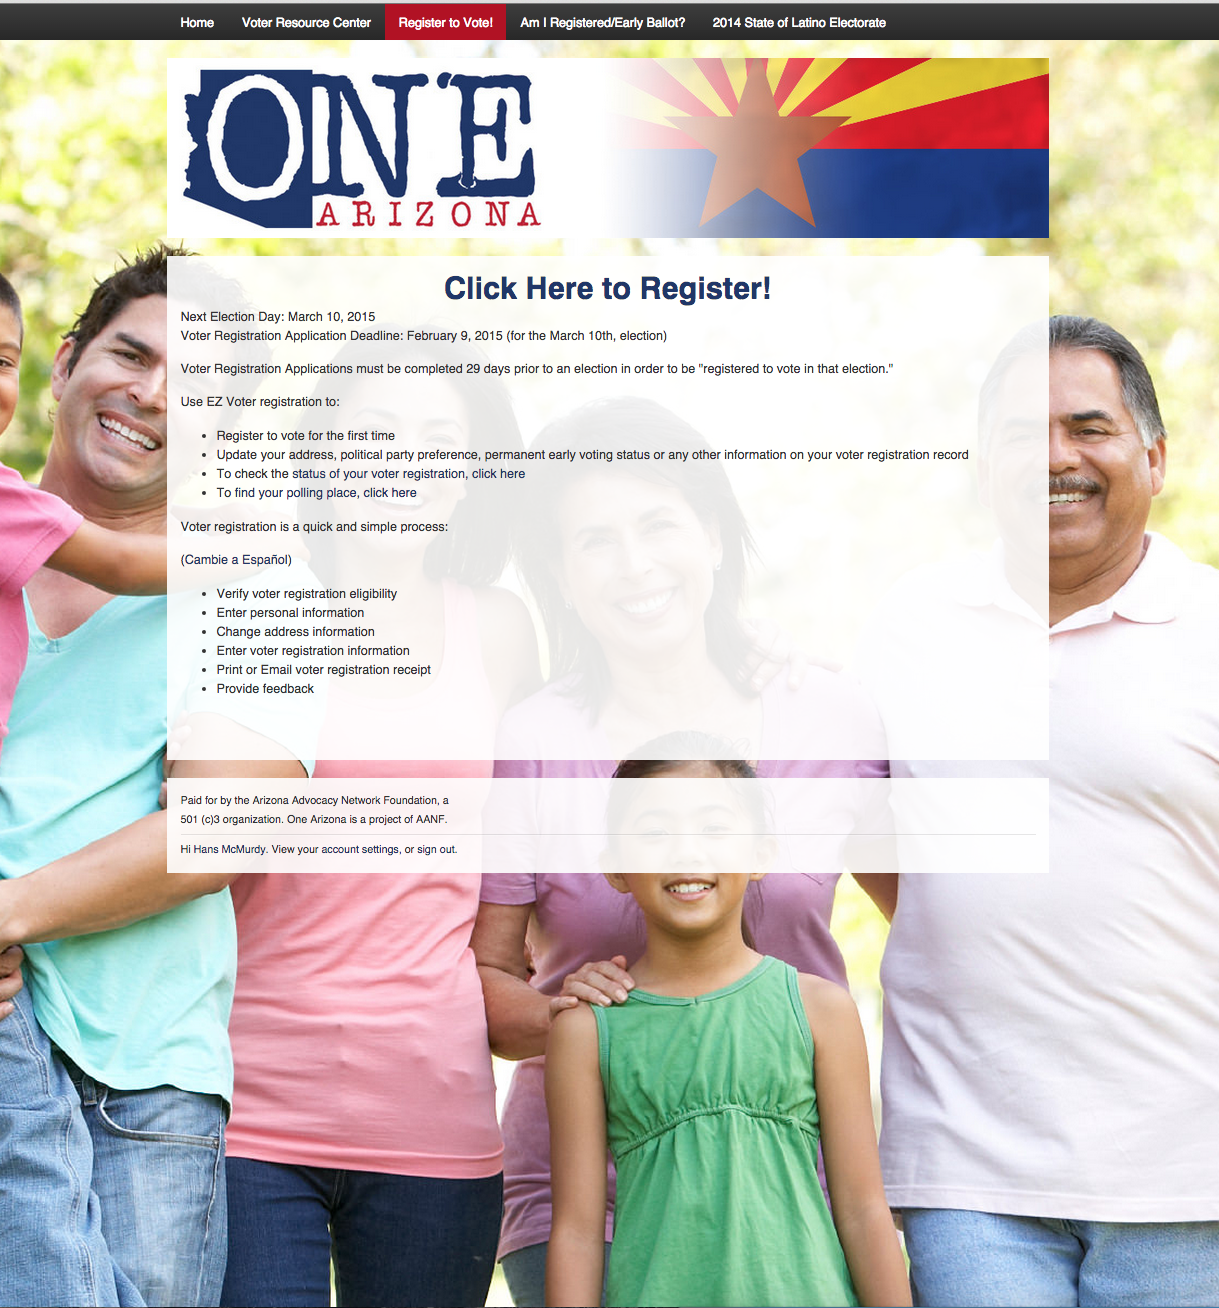 Home Voter Resource Center Register to Vote! Am I Registered/Early Ballot? 2014 State of Latino Electorate
ONE
ARIZONA
Click Here to Register!
Next Election Day: March 10, 2015
Voter Registration Application Deadline: February 9, 2015 (for the March 10th, election)
Voter Registration Applications must be completed 29 days prior to an election in order to be "registered to vote in that election."
Use EZ Voter registration to:
• Register to vote for the first time
• Update your address, political party preference, permanent early voting status or any other information on your voter registration record
• To check the status of your voter registration, click here
• To find your polling place, click here
Voter registration is a quick and simple process:
(Cambie a Español)
• Verify voter registration eligibility
• Enter personal information
• Change address information
• Enter voter registration information
• Print or Email voter registration receipt
• Provide feedback
Paid for by the Arizona Advocacy Network Foundation, a
501 (c)3 organization. One Arizona is a project of AANF.
Hi Hans McMurdy. View your account settings, or sign out.